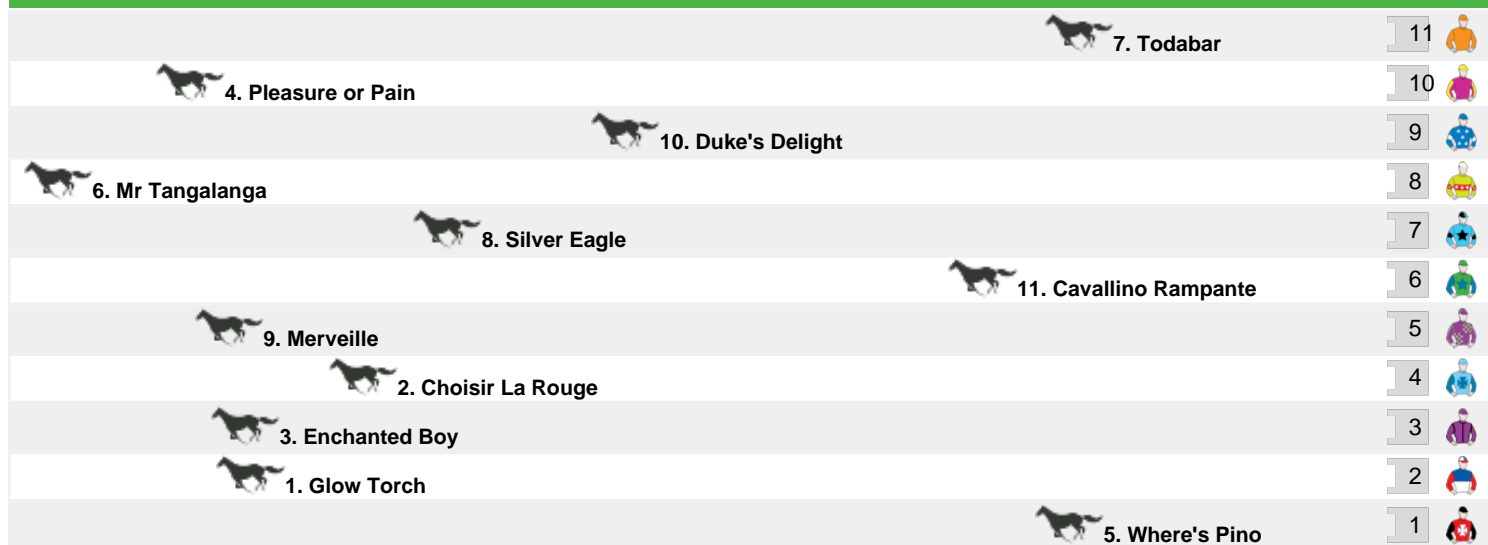 7. Todabar 11
4. Pleasure or Pain 10
10. Duke's Delight 9
6. Mr Tangalanga 8
8. Silver Eagle 7
11. Cavallino Rampante 6
9. Merveille 5
2. Choisir La Rouge 4
3. Enchanted Boy 3
1. Glow Torch 2
5. Where's Pino 1